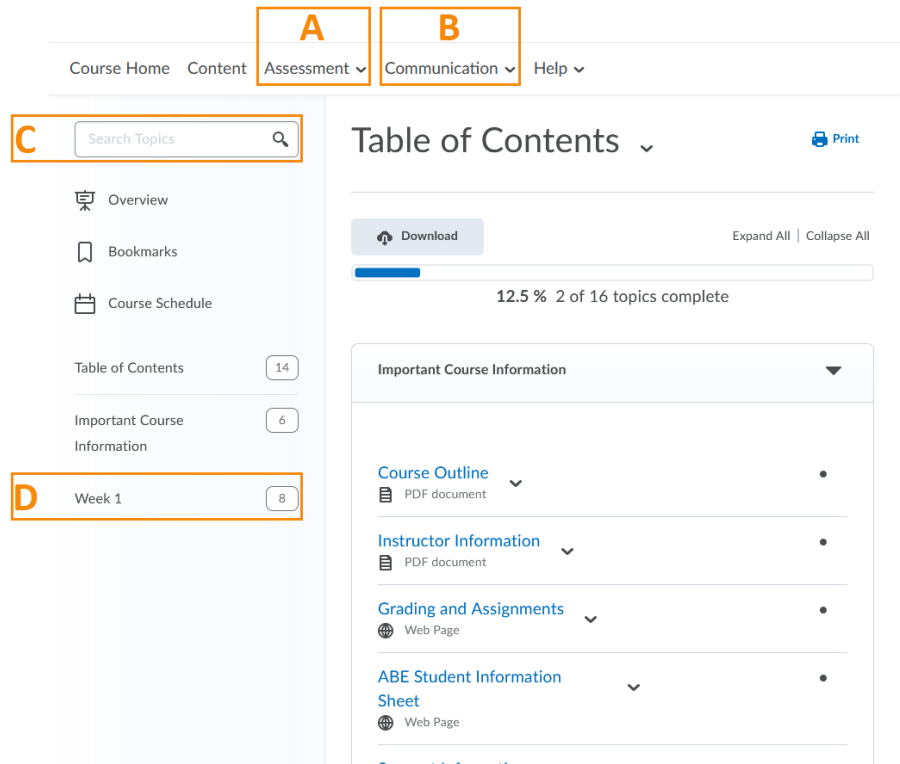 A
B
Course Home Content Assessment Communication Help
C
Search Topics
Overview
Bookmarks
Course Schedule
Table of Contents 14
Important Course
Information
6
D
Week 1 8
Table of Contents
Print
Download
Expand All | Collapse All
12.5 % 2 of 16 topics complete
Important Course Information
Course Outline
PDF document
Instructor Information
PDF document
Grading and Assignments
Web Page
ABE Student Information
Sheet
Web Page